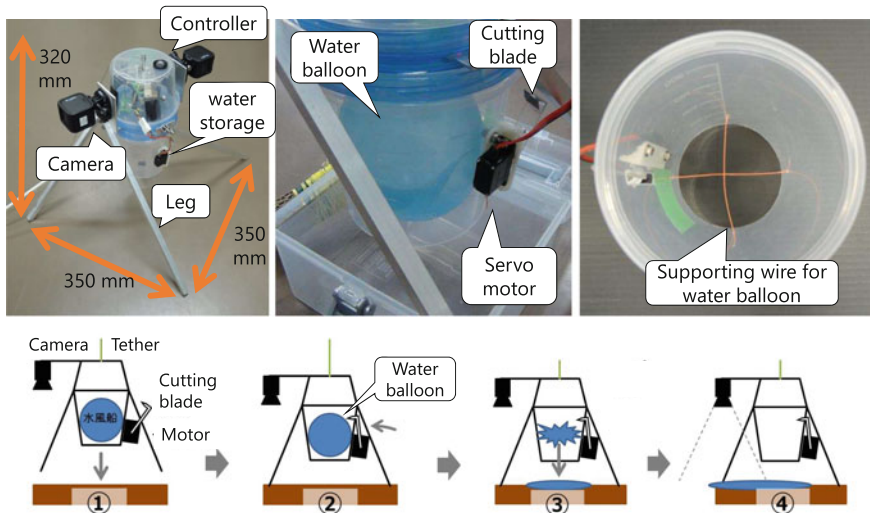 Controller
320
mm
water
storage
Camera
Leg
350
mm
350 mm
Water
balloon
Cutting
blade
Servo
motor
Supporting wire for
water balloon
Camera
Tether
Cutting
blade
水風船
Motor
①
Water
balloon
②
③
④